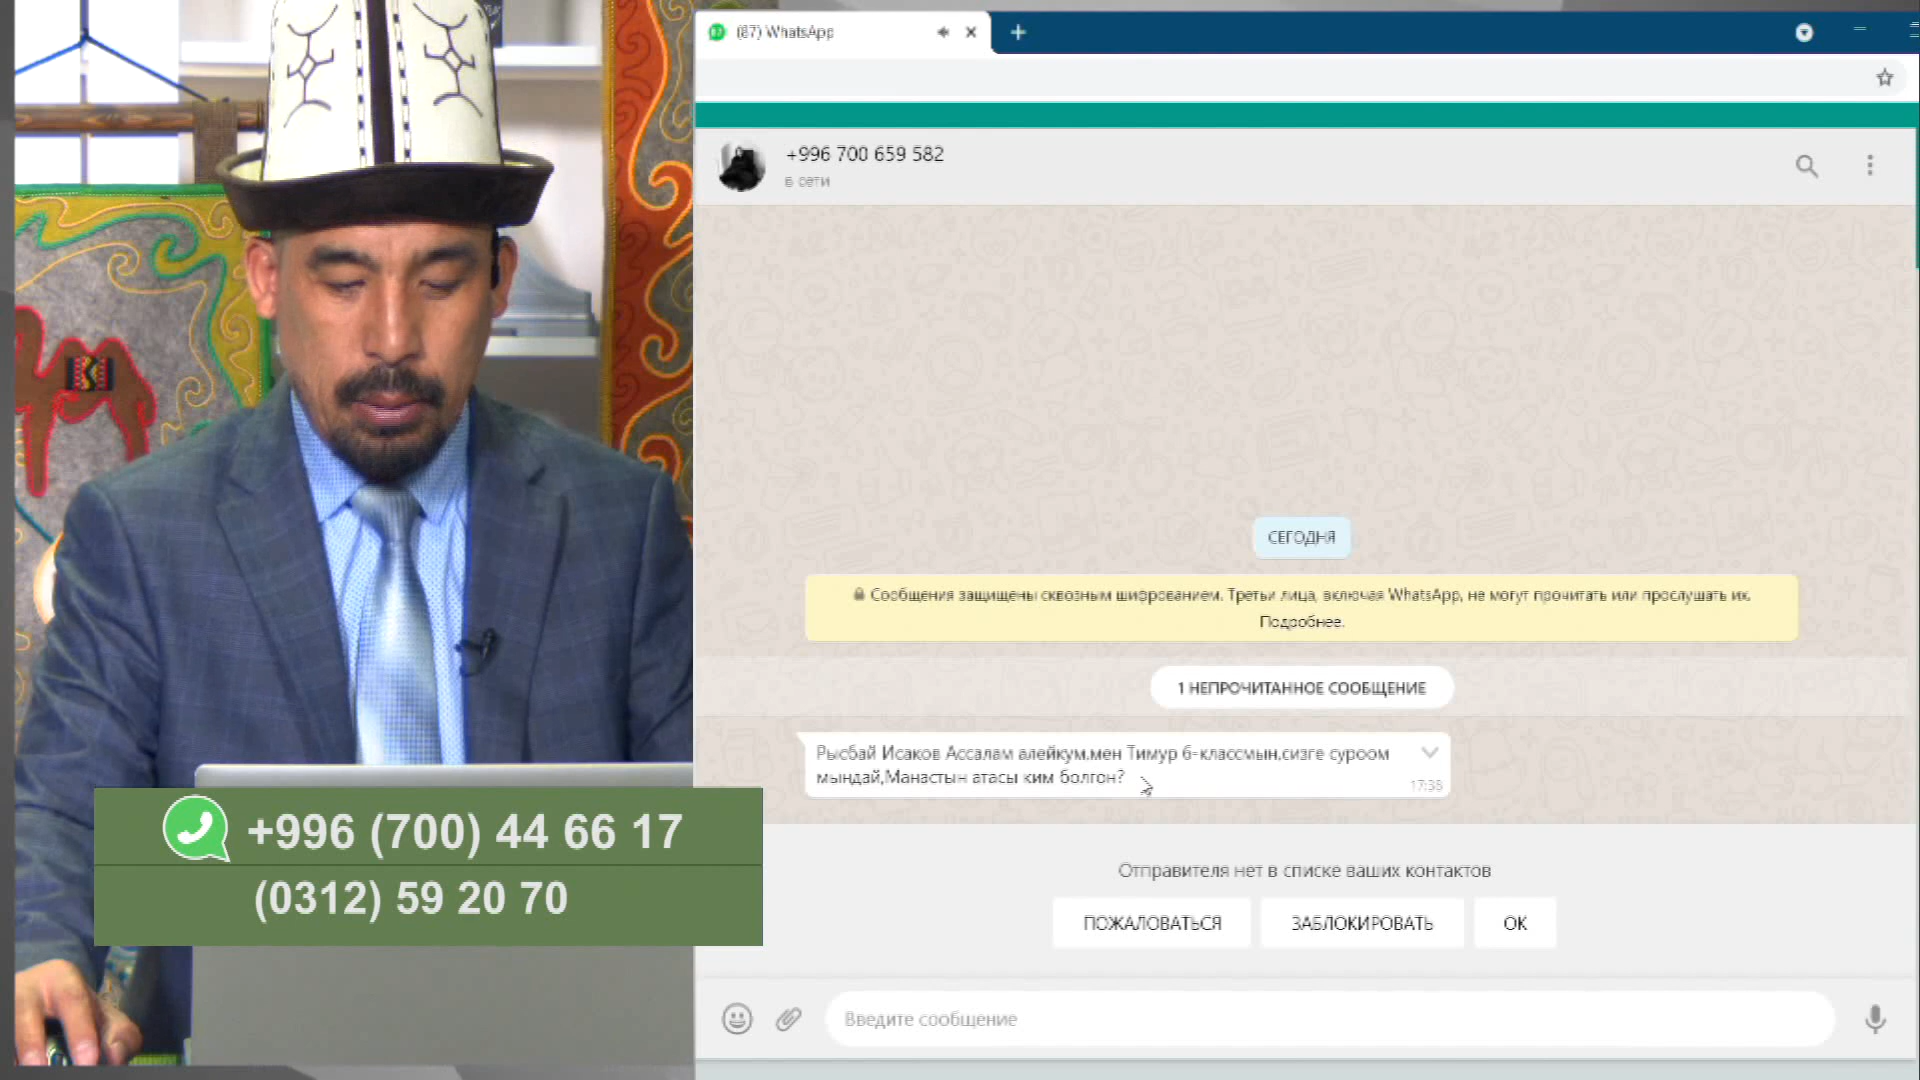 (87) WhatsApp
+996 700 659 582
в сети
СЕГОДНЯ
Сообщения защищены сквозным шифрованием. Третьи лица, включая WhatsApp, не могут прочитать или прослушать их.
Подробнее.
1 НЕПРОЧИТАННОЕ СООБЩЕНИЕ
Рысбай Исаков Ассалам алейкум,мен Тимур 6-классмын,сизге суроом
мындай,Манастын атасы ким болгон?
17:35
Отправителя нет в списке ваших контактов
ПОЖАЛОВАТЬСЯ ЗАБЛОКИРОВАТЬ ОК
Введите сообщение
+996 (700) 44 66 17
(0312) 59 20 70